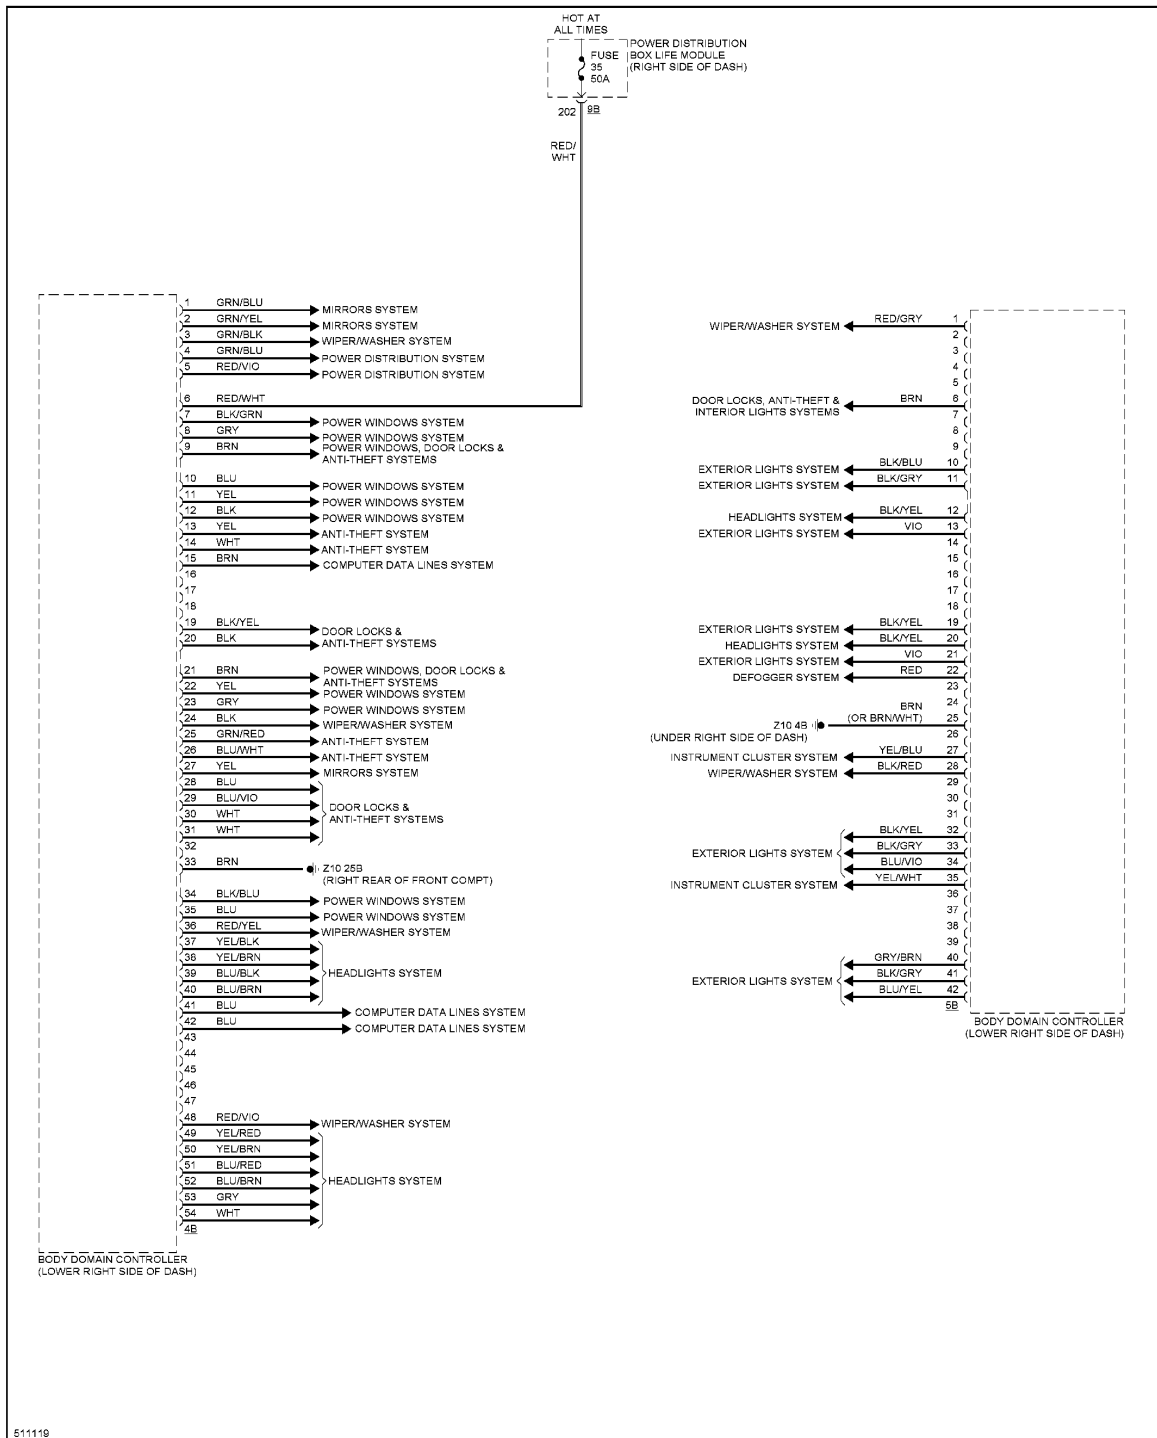 HOT AT
ALL TIMES
FUSE
35
50A
POWER DISTRIBUTION
BOX LIFE MODULE
(RIGHT SIDE OF DASH)
202 9B
RED/
WHT
1 GRN/BLU MIRRORS SYSTEM
2 GRN/YEL MIRRORS SYSTEM
3 GRN/BLK WIPER/WASHER SYSTEM
4 GRN/BLU POWER DISTRIBUTION SYSTEM
5 RED/VIO POWER DISTRIBUTION SYSTEM
6 RED/WHT
7 BLK/GRN POWER WINDOWS SYSTEM
8 GRY POWER WINDOWS SYSTEM
9 BRN POWER WINDOWS, DOOR LOCKS &
ANTI-THEFT SYSTEMS
10 BLU POWER WINDOWS SYSTEM
11 YEL POWER WINDOWS SYSTEM
12 BLK POWER WINDOWS SYSTEM
13 YEL ANTI-THEFT SYSTEM
14 WHT ANTI-THEFT SYSTEM
15 BRN COMPUTER DATA LINES SYSTEM
16
17
18
19 BLK/YEL DOOR LOCKS &
20 BLK ANTI-THEFT SYSTEMS
21 BRN POWER WINDOWS, DOOR LOCKS &
ANTI-THEFT SYSTEMS
22 YEL POWER WINDOWS SYSTEM
23 GRY POWER WINDOWS SYSTEM
24 BLK WIPER/WASHER SYSTEM
25 GRN/RED ANTI-THEFT SYSTEM
26 BLU/WHT ANTI-THEFT SYSTEM
27 YEL MIRRORS SYSTEM
28 BLU
29 BLU/VIO DOOR LOCKS &
30 WHT ANTI-THEFT SYSTEMS
31 WHT
32
33 BRN Z10 25B
(RIGHT REAR OF FRONT COMPT)
34 BLK/BLU POWER WINDOWS SYSTEM
35 BLU POWER WINDOWS SYSTEM
36 RED/YEL WIPER/WASHER SYSTEM
37 YEL/BLK
38 YEL/BRN
39 BLU/BLK HEADLIGHTS SYSTEM
40 BLU/BRN
41 BLU COMPUTER DATA LINES SYSTEM
42 BLU COMPUTER DATA LINES SYSTEM
43
44
45
46
47
48 RED/VIO WIPER/WASHER SYSTEM
49 YEL/RED
50 YEL/BRN
51 BLU/RED
52 BLU/BRN HEADLIGHTS SYSTEM
53 GRY
54 WHT
4B
BODY DOMAIN CONTROLLER
(LOWER RIGHT SIDE OF DASH)
WIPER/WASHER SYSTEM RED/GRY 1
2
3
4
5
DOOR LOCKS, ANTI-THEFT & BRN 6
INTERIOR LIGHTS SYSTEMS 7
8
9
EXTERIOR LIGHTS SYSTEM BLK/BLU 10
EXTERIOR LIGHTS SYSTEM BLK/GRY 11
HEADLIGHTS SYSTEM BLK/YEL 12
EXTERIOR LIGHTS SYSTEM VIO 13
14
15
16
17
18
EXTERIOR LIGHTS SYSTEM BLK/YEL 19
HEADLIGHTS SYSTEM BLK/YEL 20
EXTERIOR LIGHTS SYSTEM VIO 21
DEFOGGER SYSTEM RED 22
23
24
BRN
Z10 4B (OR BRN/WHT) 25
(UNDER RIGHT SIDE OF DASH) 26
INSTRUMENT CLUSTER SYSTEM YEL/BLU 27
WIPER/WASHER SYSTEM BLK/RED 28
29
30
31
BLK/YEL 32
EXTERIOR LIGHTS SYSTEM BLK/GRY 33
BLU/VIO 34
INSTRUMENT CLUSTER SYSTEM YEL/WHT 35
36
37
38
39
GRY/BRN 40
EXTERIOR LIGHTS SYSTEM BLK/GRY 41
BLU/YEL 42
5B
BODY DOMAIN CONTROLLER
(LOWER RIGHT SIDE OF DASH)
511119